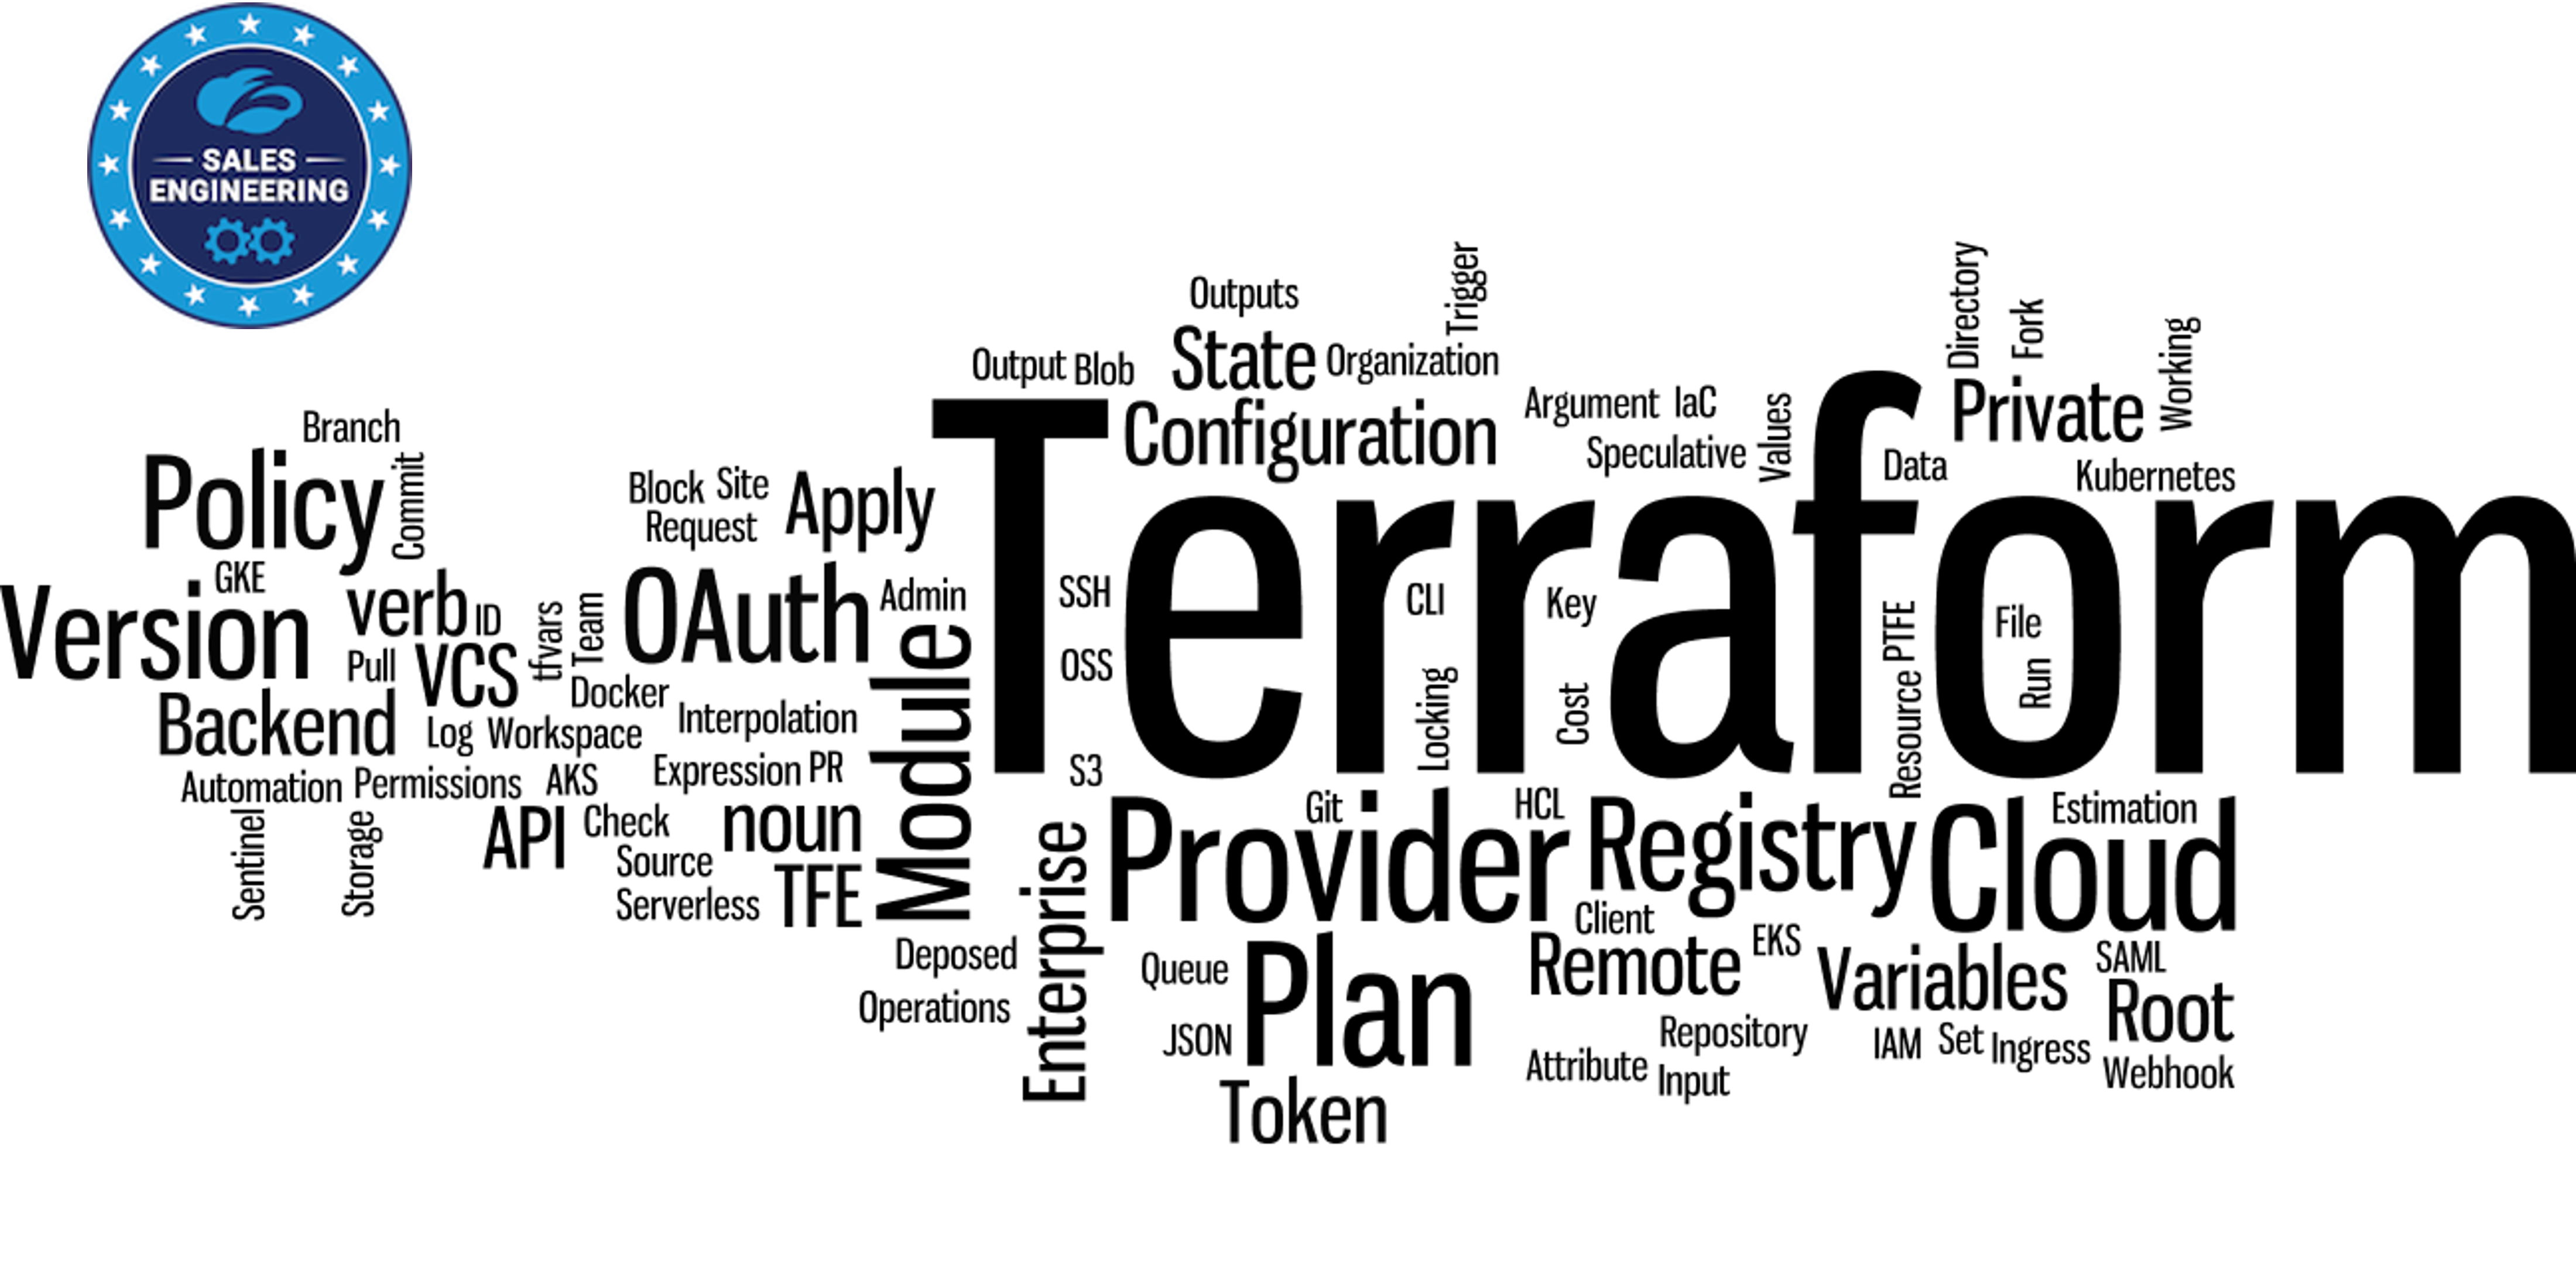 SALES
ENGINEERING
Outputs
Trigger
Directory
Fork
Working
Output
Blob
State
Organization
Configuration
Argument
IaC
Speculative
Values
Data
Private
Kubernetes
Branch
Policy
Commit
Block
Site
Request
Apply
Terraform
GKE
Version
verb
ID
Pull
VCS
tfvars
Team
OAuth
Admin
Module
SSH
OSS
S3
CLI
Locking
Key
Cost
PTFE
Resource
File
Run
Docker
Backend
Log
Workspace
Interpolation
Automation
Permissions
AKS
Expression
PR
Sentinel
Storage
API
Check
noun
Source
Serverless
TFE
Enterprise
Git
Provider
HCL
Registry
Cloud
Estimation
Deposed
Operations
Queue
Plan
JSON
Token
Client
Remote
EKS
Variables
SAML
Root
Repository
Attribute
Input
IAM
Set
Ingress
Webhook